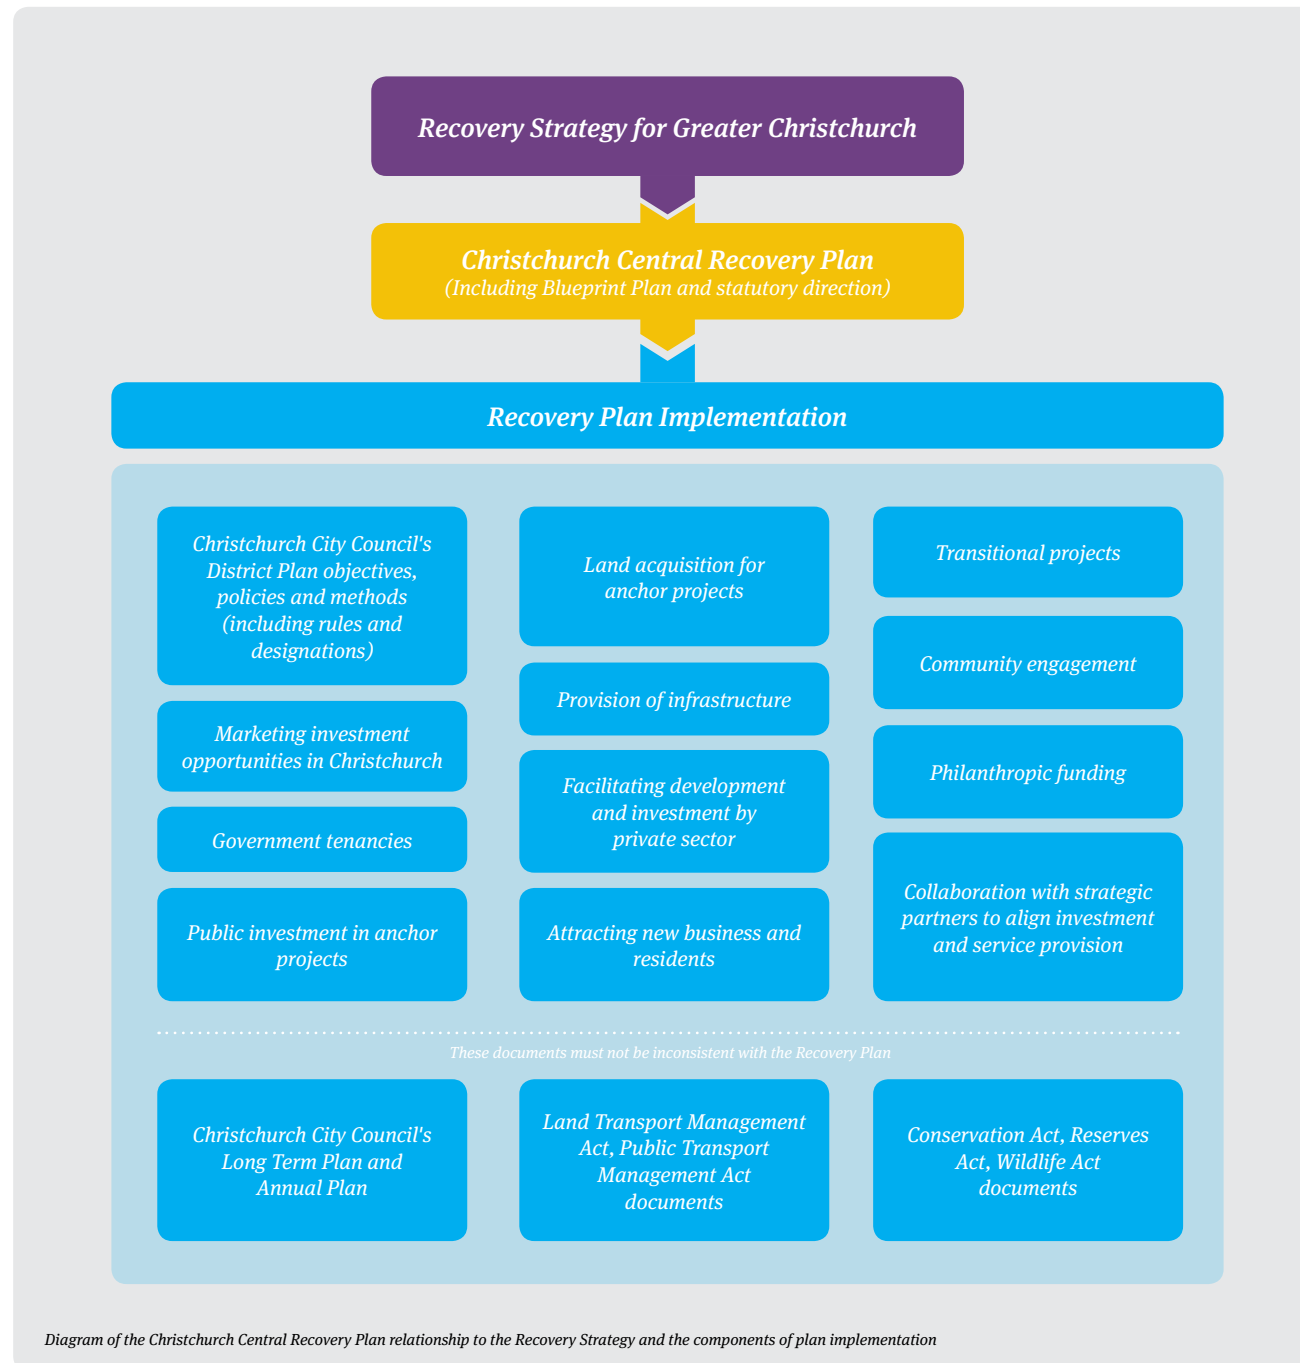 Recovery Strategy for Greater Christchurch
Christchurch Central Recovery Plan
(Including Blueprint Plan and statutory direction)
Recovery Plan Implementation
Christchurch City Council's
District Plan objectives,
policies and methods
(including rules and
designations)
Marketing investment
opportunities in Christchurch
Government tenancies
Public investment in anchor
projects
Land acquisition for
anchor projects
Provision of infrastructure
Facilitating development
and investment by
private sector
Attracting new business and
residents
Transitional projects
Community engagement
Philanthropic funding
Collaboration with strategic
partners to align investment
and service provision
These documents must not be inconsistent with the Recovery Plan
Christchurch City Council's
Long Term Plan and
Annual Plan
Land Transport Management
Act, Public Transport
Management Act
documents
Conservation Act, Reserves
Act, Wildlife Act
documents
Diagram of the Christchurch Central Recovery Plan relationship to the Recovery Strategy and the components of plan implementation